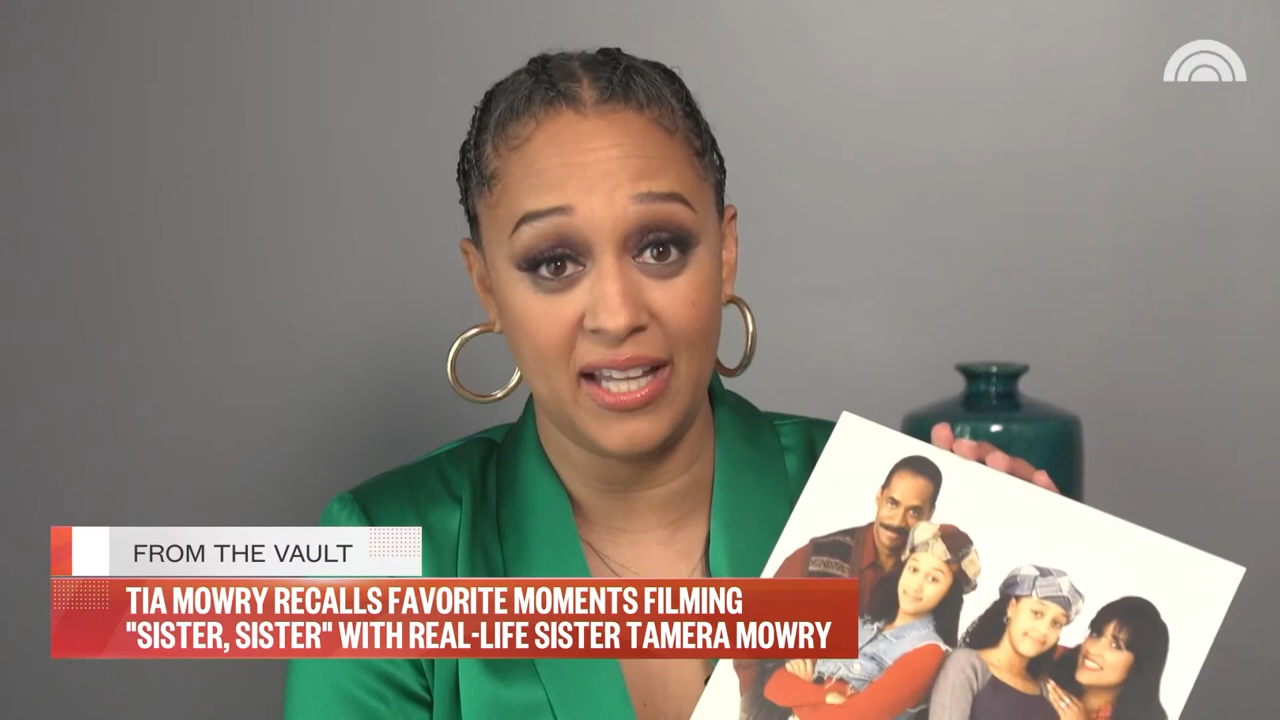 FROM THE VAULT
TIA MOWRY RECALLS FAVORITE MOMENTS FILMING
"SISTER, SISTER" WITH REAL-LIFE SISTER TAMERA MOWRY